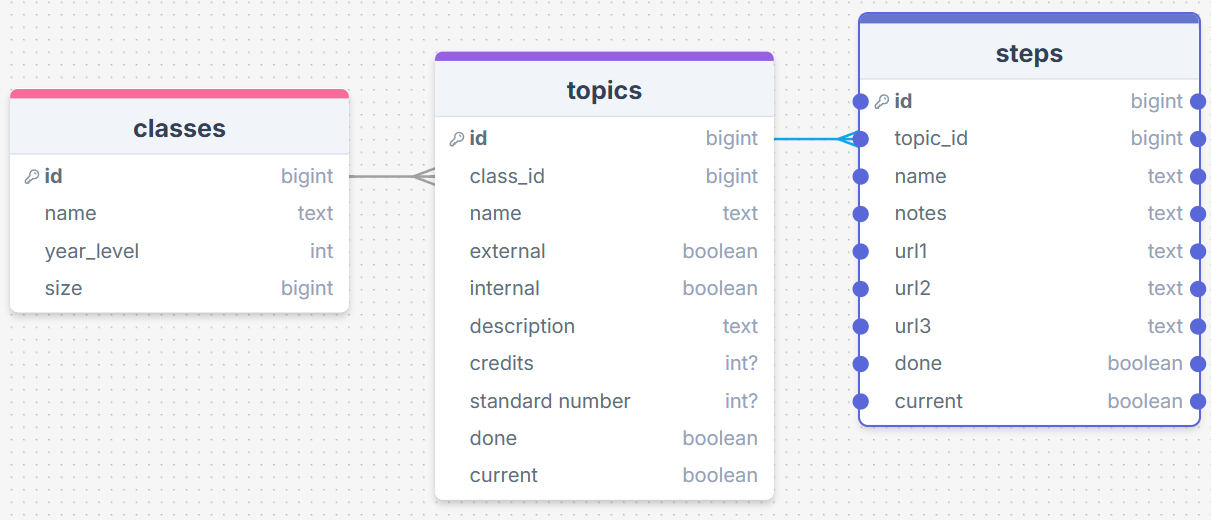 classes
id bigint
name text
year_level int
size bigint
topics
id bigint
class_id bigint
name text
external boolean
internal boolean
description text
credits int?
standard number int?
done boolean
current boolean
steps
id bigint
topic_id bigint
name text
notes text
url1 text
url2 text
url3 text
done boolean
current boolean